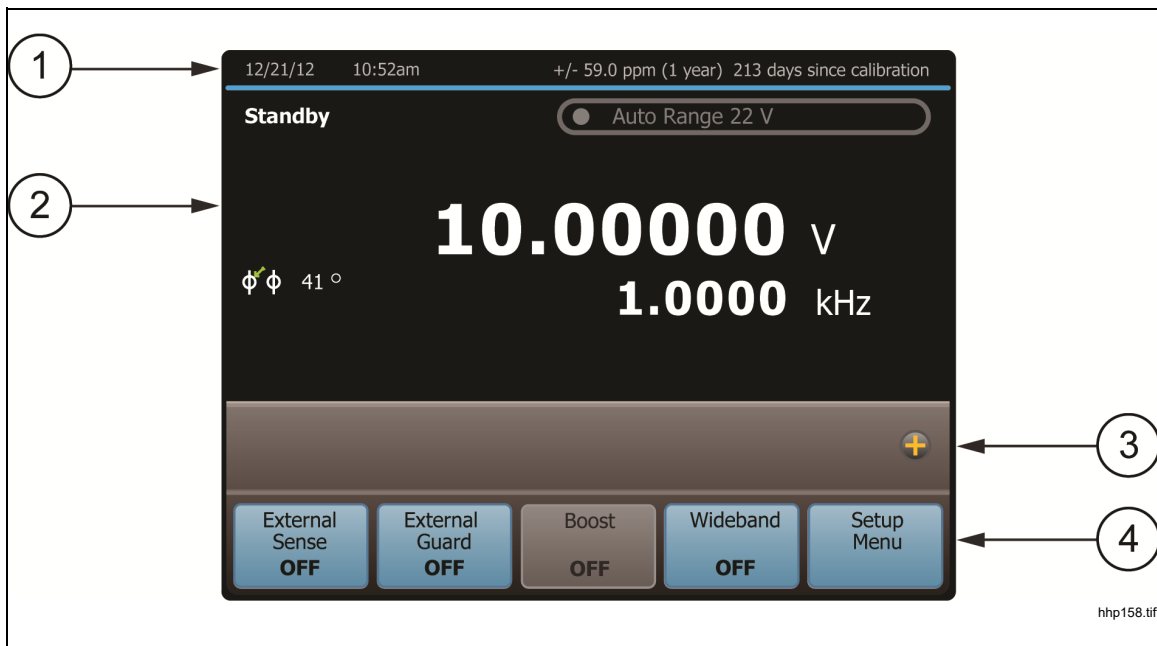 1
12/21/12 10:52am +/- 59.0 ppm (1 year) 213 days since calibration
Standby Auto Range 22 V
2
10.00000 V
41 °
1.0000 kHz
3
External Sense OFF
External Guard OFF
Boost OFF
Wideband OFF
Setup Menu
4
hhp158.tif